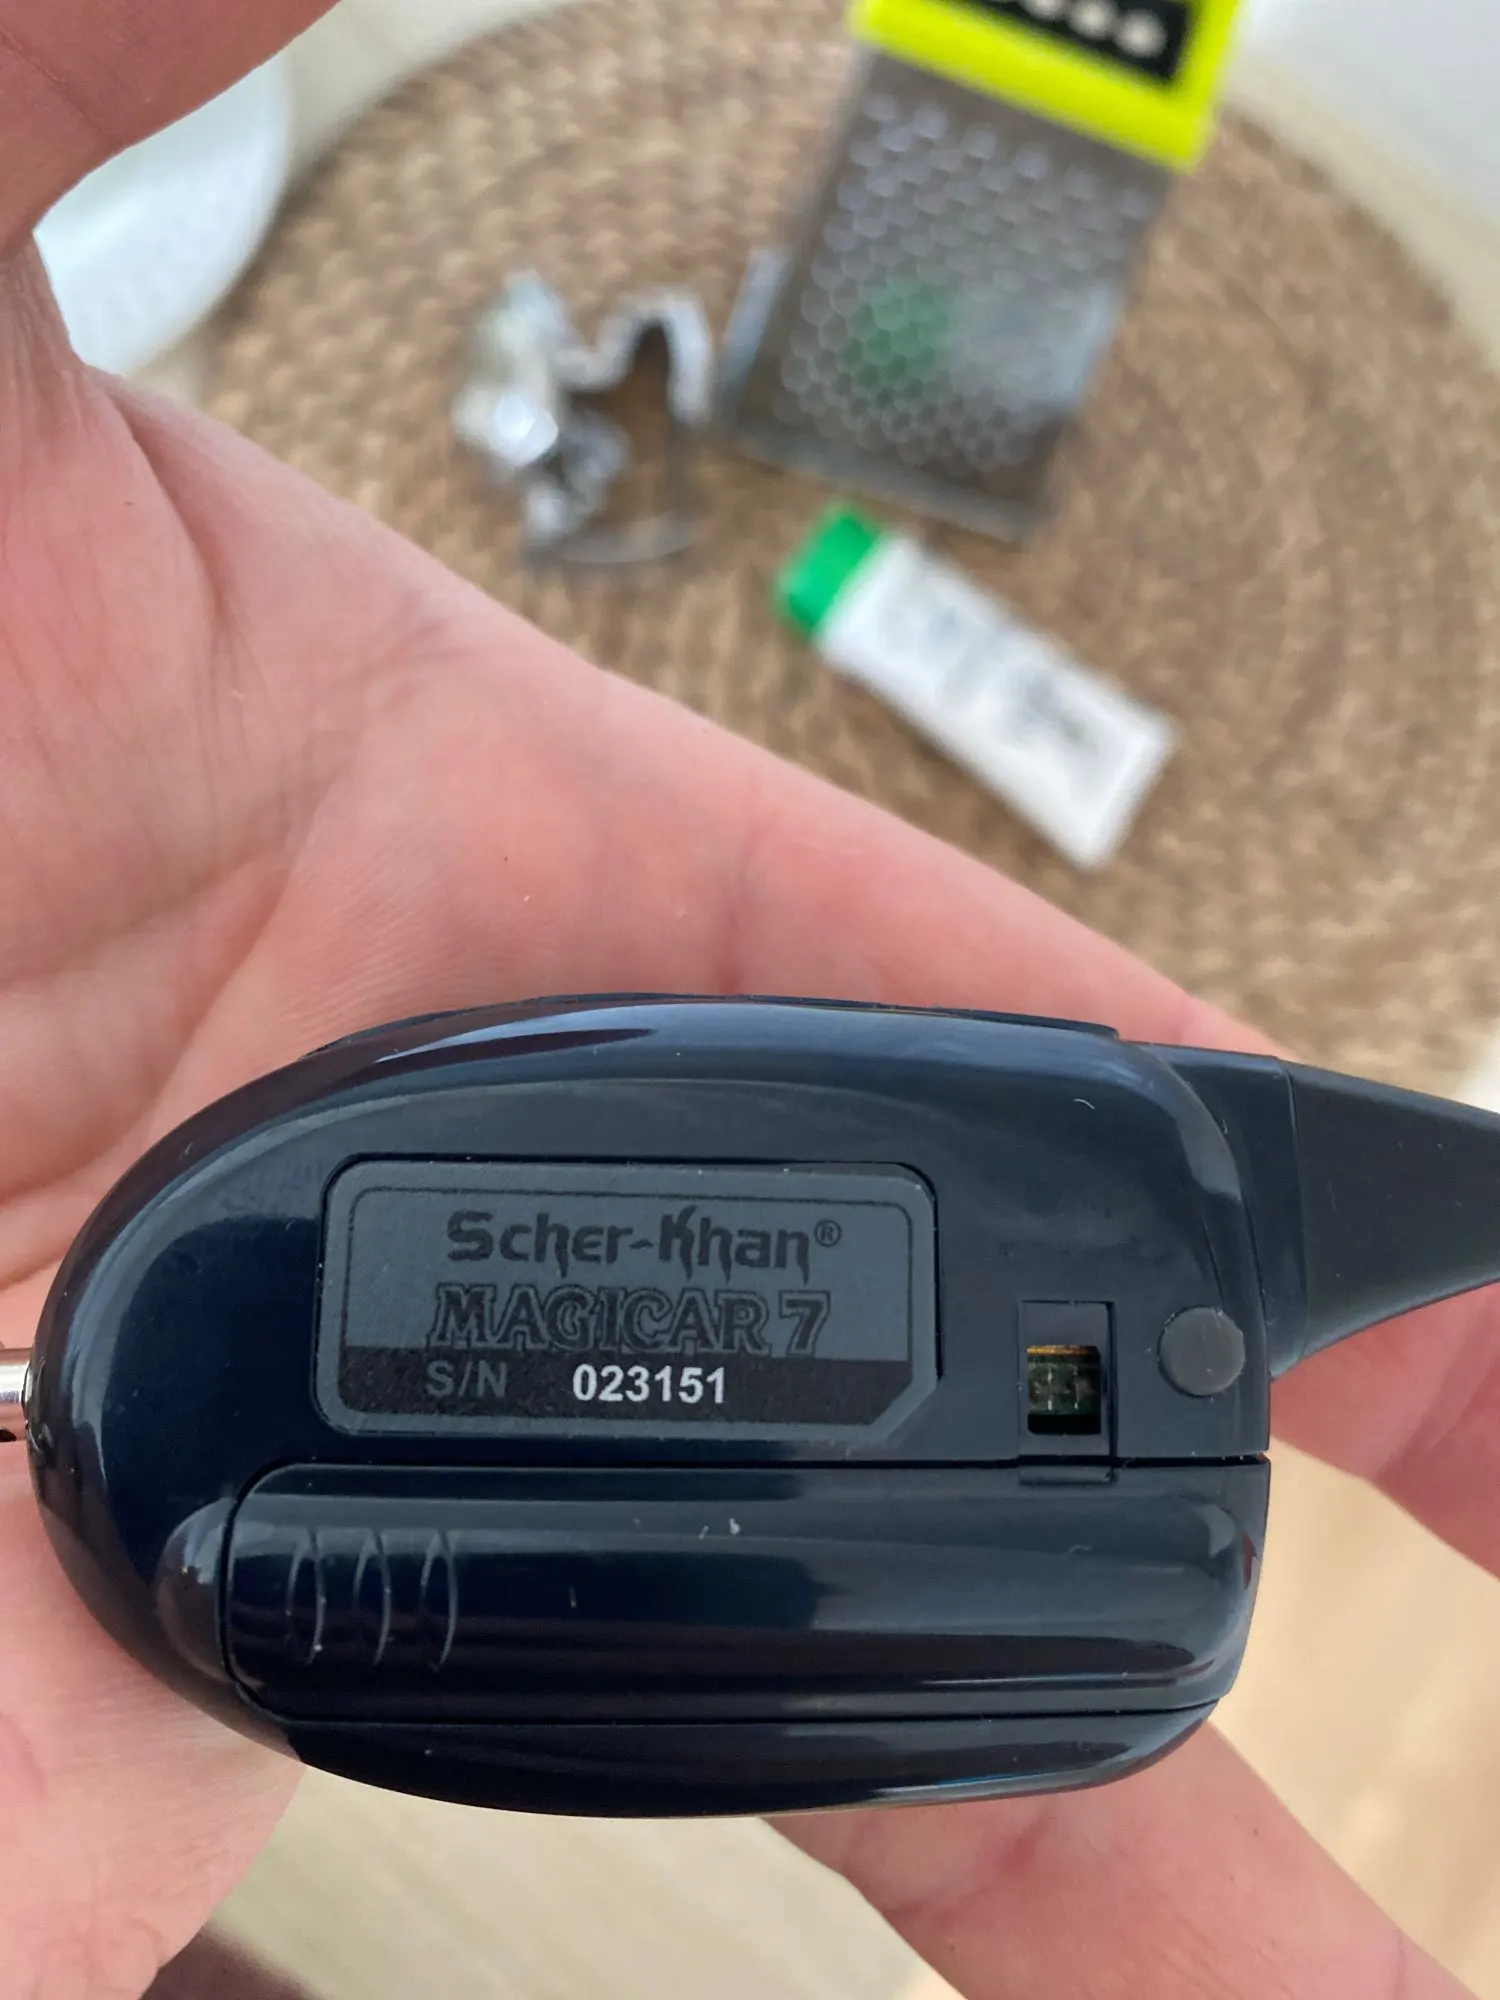 Scher-Khan®
MAGICAR 7
S/N 023151